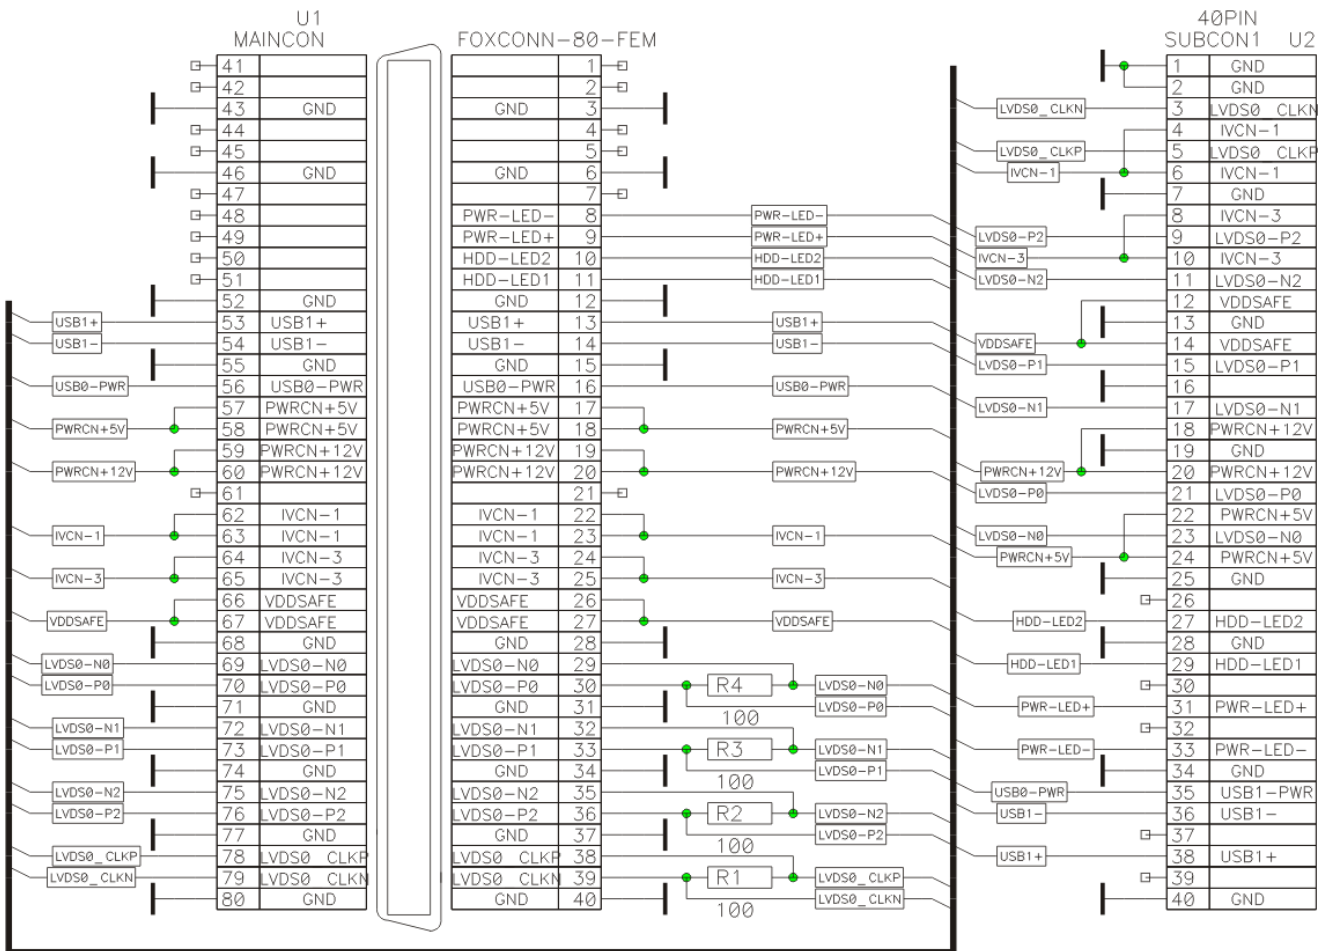 U1
MAINCON FOXCONN-80-FEM
40PIN
SUBCON1 U2
41 1 1 GND
42 2 2 GND
43 GND GND 3 LVDS0_CLKN 3 LVDS0 CLKN
44 4 4 IVCN-1
45 5 LVDS0_CLKP 5 LVDS0 CLKP
46 GND GND 6 IVCN-1 6 IVCN-1
47 7 7 GND
48 PWR-LED- 8 PWR-LED- 8 IVCN-3
49 PWR-LED+ 9 PWR-LED+ LVDS0-P2 9 LVDS0-P2
50 HDD-LED2 10 HDD-LED2 IVCN-3 10 IVCN-3
51 HDD-LED1 11 HDD-LED1 LVDS0-N2 11 LVDS0-N2
52 GND GND 12 12 VDDSAFE
USB1+ 53 USB1+ USB1+ 13 USB1+ 13 GND
USB1- 54 USB1- USB1- 14 USB1- VDDSAFE 14 VDDSAFE
55 GND GND 15 LVDS0-P1 15 LVDS0-P1
USB0-PWR 56 USB0-PWR USB0-PWR 16 USB0-PWR 16
57 PWRCN+5V PWRCN+5V 17 LVDS0-N1 17 LVDS0-N1
PWRCN+5V 58 PWRCN+5V PWRCN+5V 18 PWRCN+5V 18 PWRCN+12V
59 PWRCN+12V PWRCN+12V 19 19 GND
PWRCN+12V 60 PWRCN+12V PWRCN+12V 20 PWRCN+12V PWRCN+12V 20 PWRCN+12V
61 21 LVDS0-P0 21 LVDS0-P0
62 IVCN-1 IVCN-1 22 22 PWRCN+5V
IVCN-1 63 IVCN-1 IVCN-1 23 IVCN-1 LVDS0-N0 23 LVDS0-N0
64 IVCN-3 IVCN-3 24 PWRCN+5V 24 PWRCN+5V
IVCN-3 65 IVCN-3 IVCN-3 25 IVCN-3 25 GND
66 VDDSAFE VDDSAFE 26 26
VDDSAFE 67 VDDSAFE VDDSAFE 27 VDDSAFE HDD-LED2 27 HDD-LED2
68 GND GND 28 28 GND
LVDS0-N0 69 LVDS0-N0 LVDS0-N0 29 HDD-LED1 29 HDD-LED1
LVDS0-P0 70 LVDS0-P0 LVDS0-P0 30 R4 LVDS0-N0 30
71 GND GND 31 100 LVDS0-P0 PWR-LED+ 31 PWR-LED+
LVDS0-N1 72 LVDS0-N1 LVDS0-N1 32 32
LVDS0-P1 73 LVDS0-P1 LVDS0-P1 33 R3 LVDS0-N1 PWR-LED- 33 PWR-LED-
74 GND GND 34 100 LVDS0-P1 34 GND
LVDS0-N2 75 LVDS0-N2 LVDS0-N2 35 USB0-PWR 35 USB1-PWR
LVDS0-P2 76 LVDS0-P2 LVDS0-P2 36 R2 LVDS0-N2 USB1- 36 USB1-
77 GND GND 37 100 LVDS0-P2 37
LVDS0_CLKP 78 LVDS0 CLKP LVDS0 CLKP 38 USB1+ 38 USB1+
LVDS0_CLKN 79 LVDS0 CLKN LVDS0 CLKN 39 R1 LVDS0_CLKP 39
80 GND GND 40 100 LVDS0_CLKN 40 GND